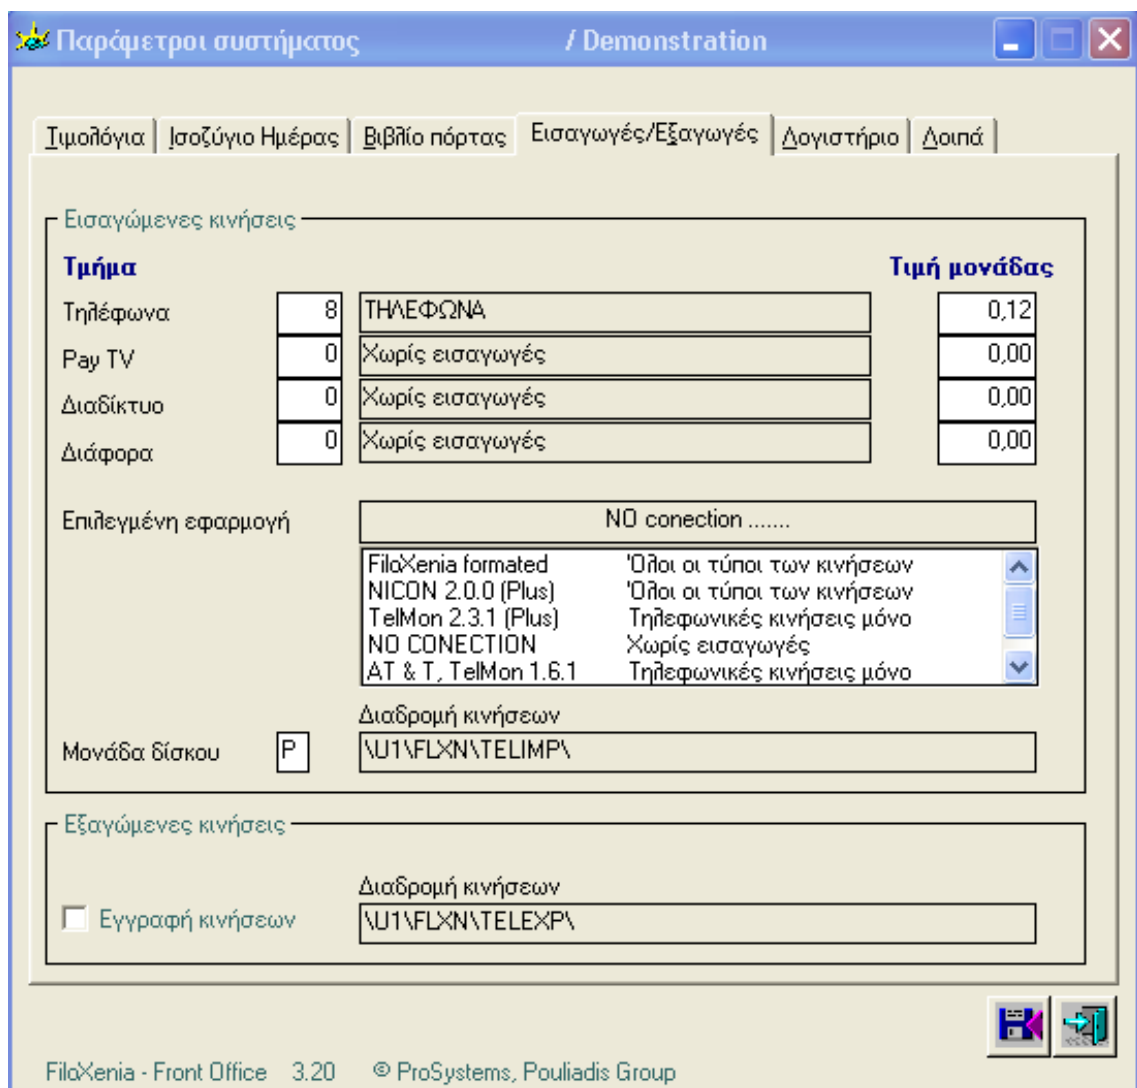 Παράμετροι συστήματος / Demonstration
Τιμολόγια Ισοζύγιο Ημέρας Βιβλίο πόρτας Εισαγωγές/Εξαγωγές Λογιστήριο Λοιπά
Εισαγώμενες κινήσεις
Τμήμα Τιμή μονάδας
Τηλέφωνα 8 ΤΗΛΕΦΩΝΑ 0,12
Pay TV 0 Χωρίς εισαγωγές 0,00
Διαδίκτυο 0 Χωρίς εισαγωγές 0,00
Διάφορα 0 Χωρίς εισαγωγές 0,00
Επιλεγμένη εφαρμογή NO conection .......
FiloXenia formated 'Ολοι οι τύποι των κινήσεων
NICON 2.0.0 (Plus) 'Ολοι οι τύποι των κινήσεων
TelMon 2.3.1 (Plus) Τηλεφωνικές κινήσεις μόνο
NO CONECTION Χωρίς εισαγωγές
AT & T, TelMon 1.6.1 Τηλεφωνικές κινήσεις μόνο
Διαδρομή κινήσεων
Μονάδα δίσκου P \U1\FLXN\TELIMP\
Εξαγώμενες κινήσεις
Διαδρομή κινήσεων
Εγγραφή κινήσεων \U1\FLXN\TELEXP\
FiloXenia - Front Office 3.20 © ProSystems, Pouliadis Group